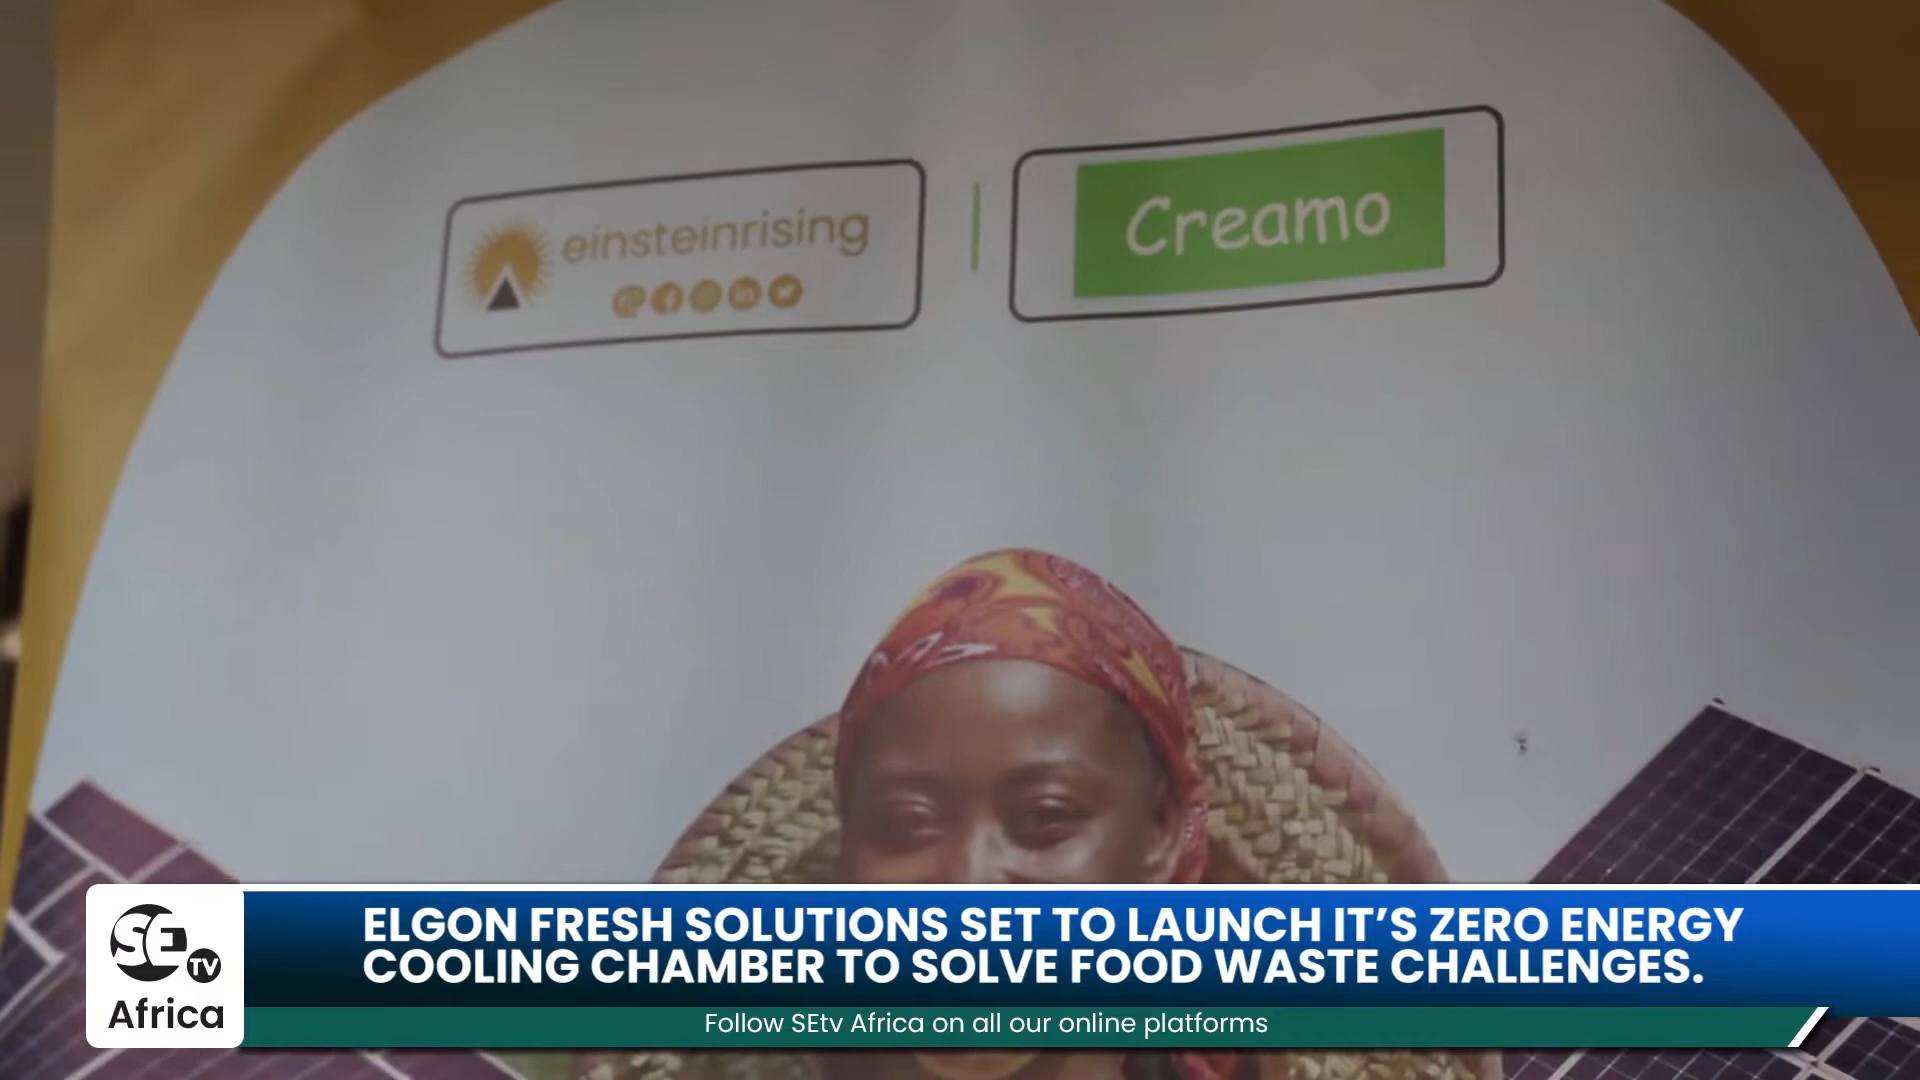 einsteinrising
Creamo
SE TV
Africa
ELGON FRESH SOLUTIONS SET TO LAUNCH IT’S ZERO ENERGY
COOLING CHAMBER TO SOLVE FOOD WASTE CHALLENGES.
Follow SEtv Africa on all our online platforms